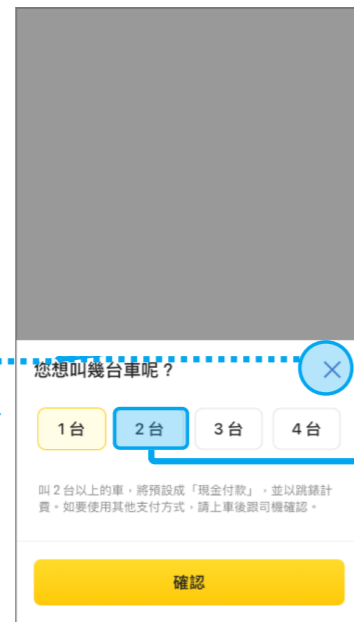 您想叫幾台車呢？
1台
2台
3台
4台
叫2台以上的車，將預設成「現金付款」，並以跳錶計
費。如要使用其他支付方式，請上車後跟司機確認。
確認